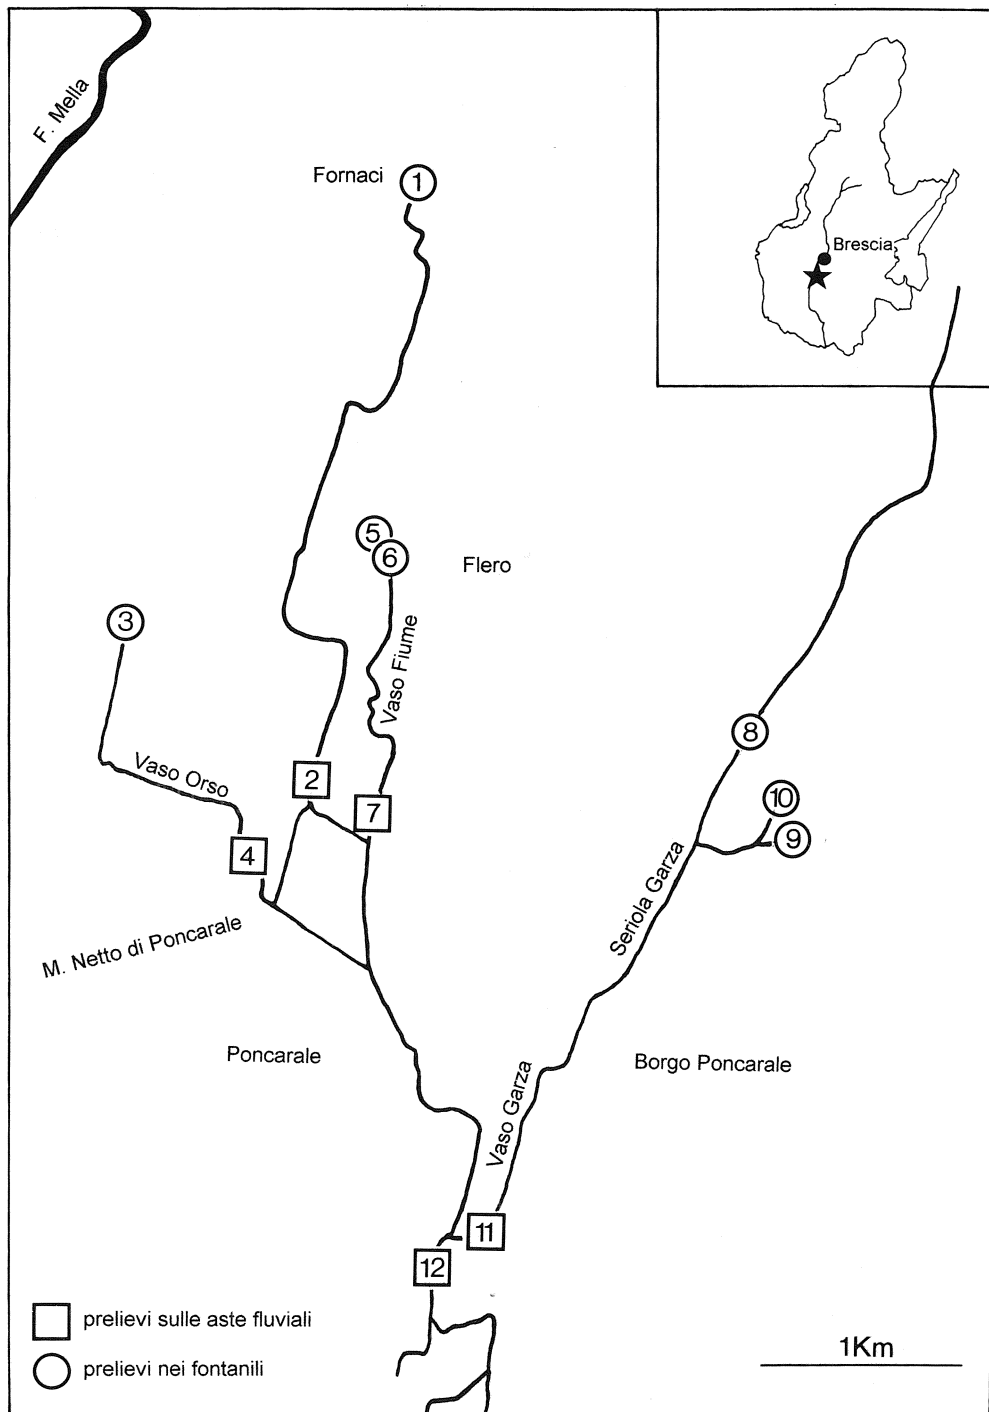 F. Mella
Fornaci
1
Brescia
5
6
Flero
3
Vaso Fiume
8
Vaso Orso
2
7
10
9
4
Seriola Garza
M. Netto di Poncarale
Poncarale
Borgo Poncarale
Vaso Garza
11
12
prelievi sulle aste fluviali
prelievi nei fontanili
1Km